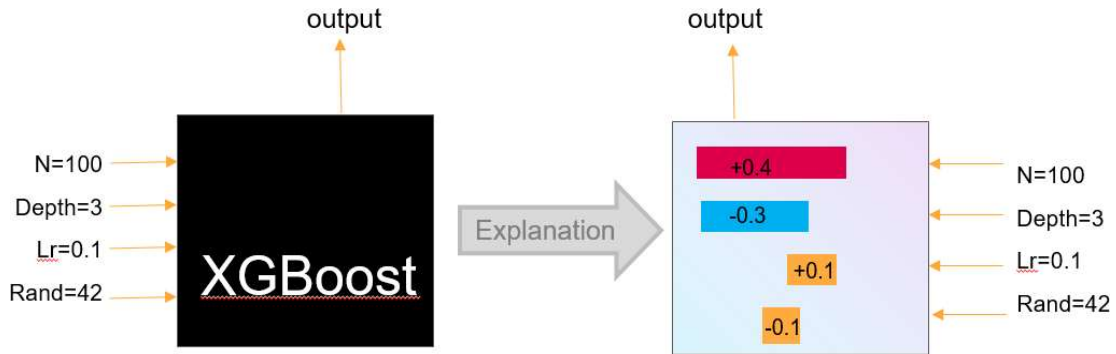 output
N=100
Depth=3
Lr=0.1
Rand=42
XGBoost
Explanation
output
+0.4
-0.3
+0.1
-0.1
N=100
Depth=3
Lr=0.1
Rand=42